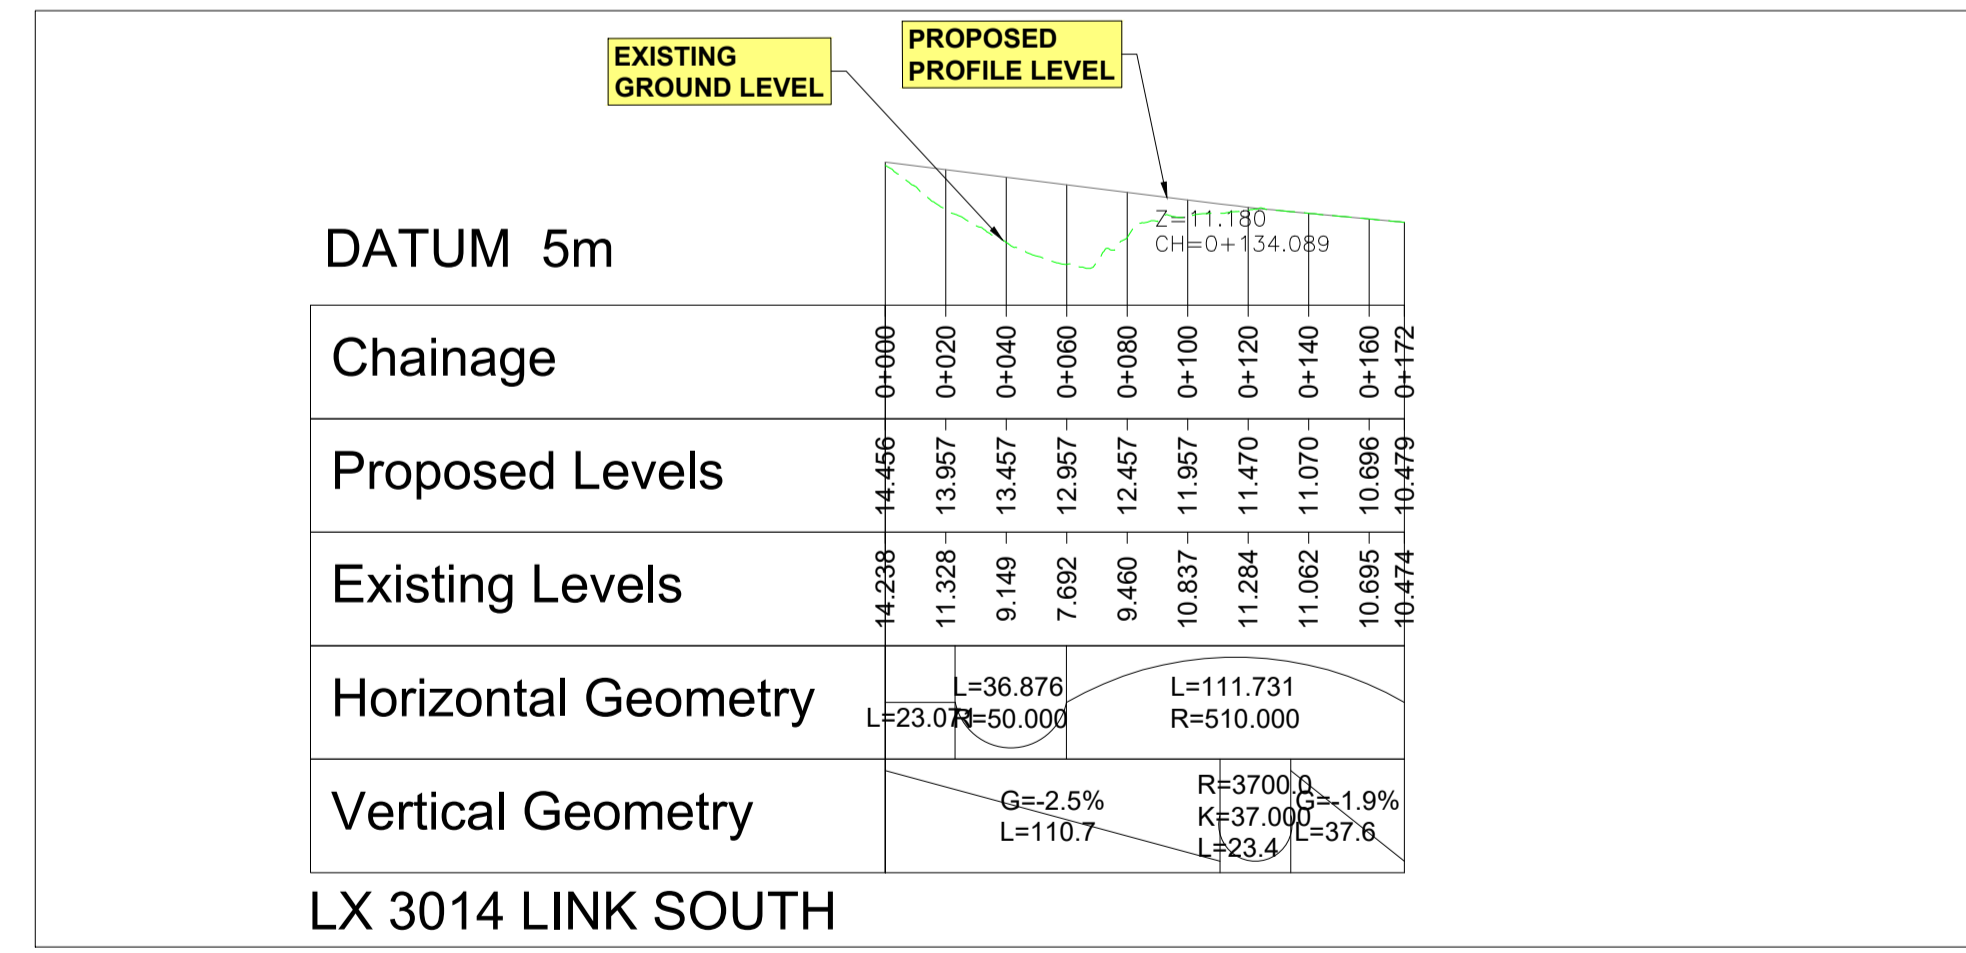 EXISTING
GROUND LEVEL
PROPOSED
PROFILE LEVEL
Z=11.180
CH=0+134.089
DATUM 5m
Chainage
0+000 0+020 0+040 0+060 0+080 0+100 0+120 0+140 0+160 0+172
Proposed Levels
14.456 13.957 13.457 12.957 12.457 11.957 11.470 11.070 10.696 10.479
Existing Levels
14.238 11.328 9.149 7.692 9.460 10.837 11.284 11.062 10.695 10.474
Horizontal Geometry
L=36.876
R=50.000
L=111.731
R=510.000
Vertical Geometry
G=-2.5%
L=110.7
R=3700.0
K=37.000
L=23.4
G=-1.9%
L=37.6
LX 3014 LINK SOUTH